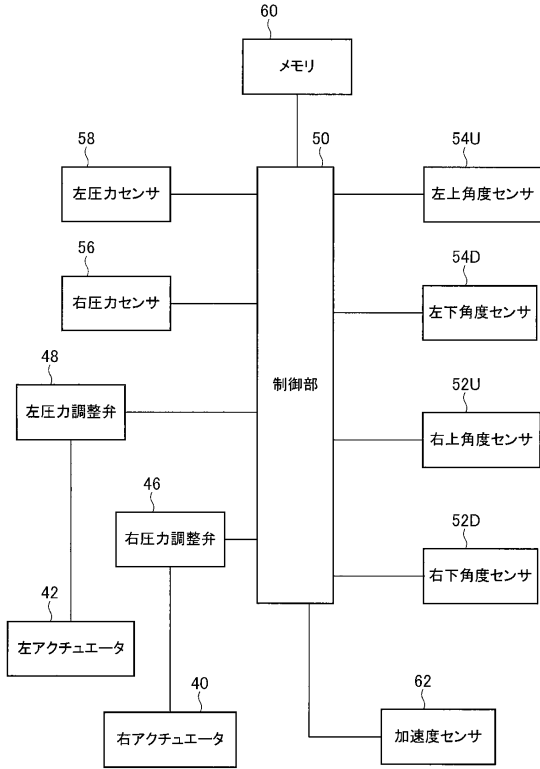 60
メモリ
58
左圧力センサ
50
制御部
54U
左上角度センサ
56
右圧力センサ
54D
左下角度センサ
48
左圧力調整弁
52U
右上角度センサ
46
右圧力調整弁
52D
右下角度センサ
42
左アクチュエータ
40
右アクチュエータ
62
加速度センサ